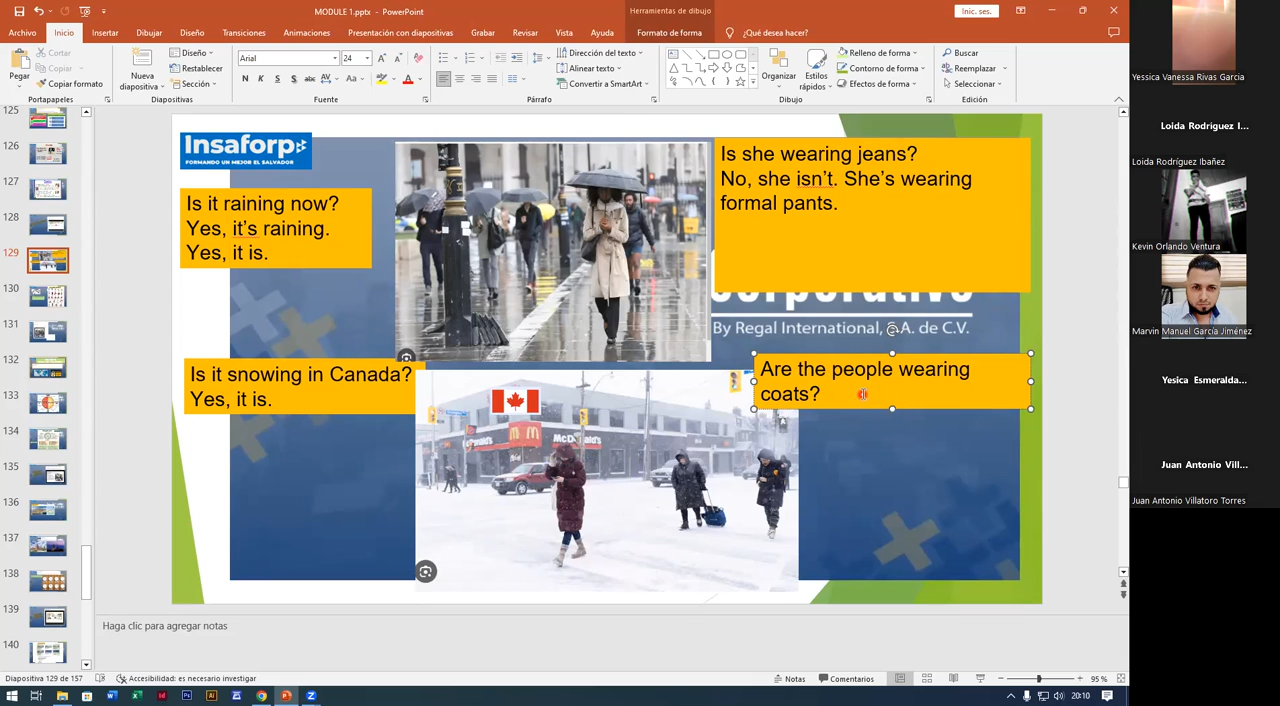 MODULE 1.pptx - PowerPoint
Herramientas de dibujo
Inic. ses.
Archivo
Inicio
Insertar
Dibujar
Diseño
Transiciones
Animaciones
Presentación con diapositivas
Grabar
Revisar
Vista
Ayuda
Formato de forma
¿Qué desea hacer?
Pegar
Cortar
Copiar
Copiar formato
Portapapeles
Nueva
diapositiva
Diseño
Restablecer
Sección
Diapositivas
Arial
24
N K S S abc AV Aa
Fuente
Dirección del texto
Alinear texto
Convertir a SmartArt
Párrafo
Organizar
Estilos
rápidos
Relleno de forma
Contorno de forma
Efectos de forma
Dibujo
Buscar
Reemplazar
Seleccionar
Edición
125
126
127
128
129
130
131
132
133
134
135
136
137
138
139
140
Insaforp
FORMANDO UN MEJOR EL SALVADOR
Is it raining now?
Yes, it's raining.
Yes, it is.
Is she wearing jeans?
No, she isn't. She's wearing
formal pants.
Corporativo
By Regal International, S.A. de C.V.
Is it snowing in Canada?
Yes, it is.
Are the people wearing
coats?
McDonald's
McDonald's
Haga clic para agregar notas
Diapositiva 129 de 157
Accesibilidad: es necesario investigar
Notas
Comentarios
95 %
20:10
Yessica Vanessa Rivas Garcia
Loida Rodriguez I...
Loida Rodríguez Ibañez
Kevin Orlando Ventura
Marvin Manuel García Jiménez
Yesica Esmeralda...
Juan Antonio Vill...
Juan Antonio Villatoro Torres